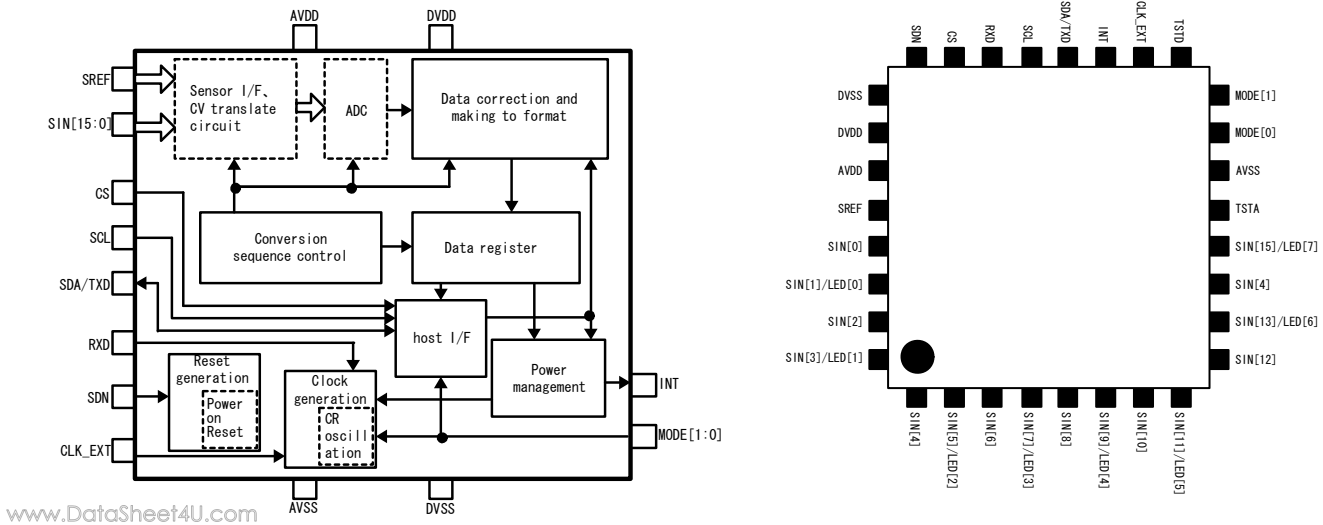 AVDD
DVDD
SREF
SIN[15:0]
CS
SCL
SDA/TXD
RXD
SDN
CLK_EXT
Sensor I/F、
CV translate
circuit
ADC
Data correction and
making to format
Conversion
sequence control
Data register
host I/F
Power
management
Reset
generation
Power
on
Reset
Clock
generation
CR
oscill
ation
INT
MODE[1:0]
AVSS
DVSS
www.DataSheet4U.com
SDN
CS
RXD
SCL
SDA/TXD
INT
CLK_EXT
TSTD
DVSS
DVDD
AVDD
SREF
SIN[0]
SIN[1]/LED[0]
SIN[2]
SIN[3]/LED[1]
MODE[1]
MODE[0]
AVSS
TSTA
SIN[15]/LED[7]
SIN[4]
SIN[13]/LED[6]
SIN[12]
SIN[4]
SIN[5]/LED[2]
SIN[6]
SIN[7]/LED[3]
SIN[8]
SIN[9]/LED[4]
SIN[10]
SIN[11]/LED[5]